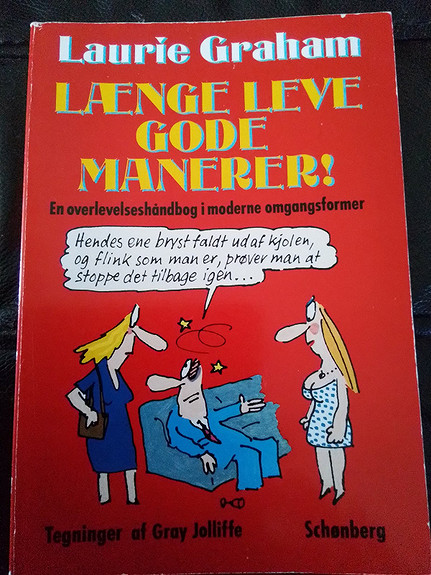 Laurie Graham
LÆNGE LEVE
GODE
MANERER!
En overlevelseshåndbog i moderne omgangsformer
Hendes ene bryst faldt ud af kjolen,
og flink som man er, prøver man at
stoppe det tilbage igen...
Tegninger af Gray Jolliffe
Schønberg